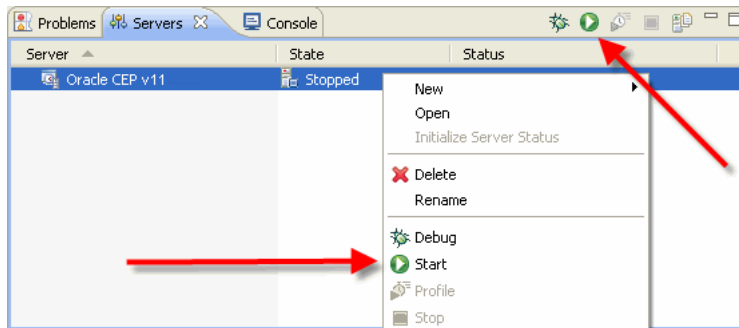 Problems Servers Console
Server State Status
Oracle CEP v11 Stopped
New
Open
Initialize Server Status
Delete
Rename
Debug
Start
Profile
Stop